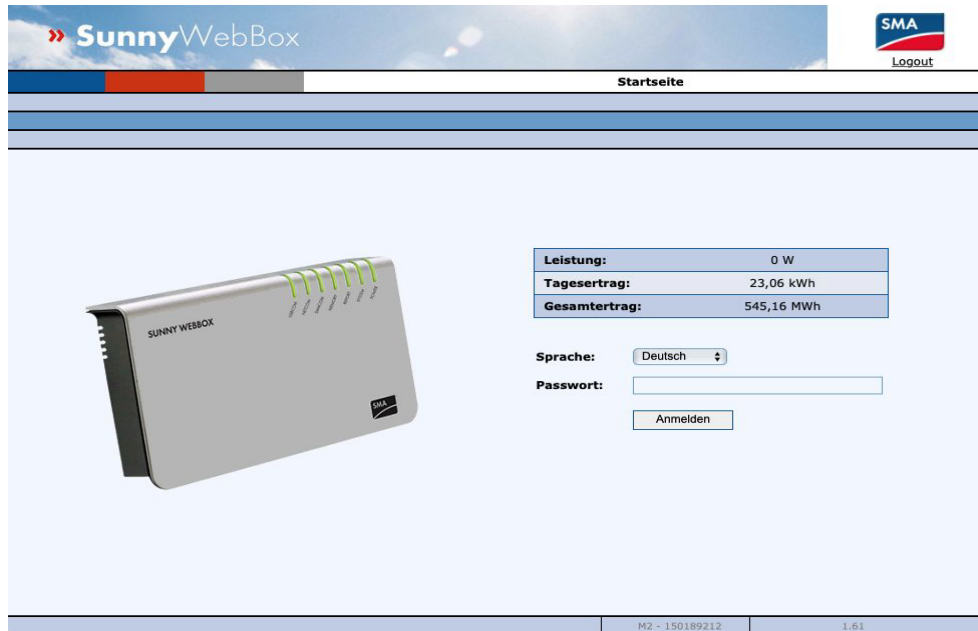 » SunnyWebBox
SMA
Logout
Startseite
Leistung: 0 W
Tagesertrag: 23,06 kWh
Gesamtertrag: 545,16 MWh
SUNNY WEBBOX
SMA
Sprache: Deutsch
Passwort:
Anmelden
M2 - 150189212 1.61